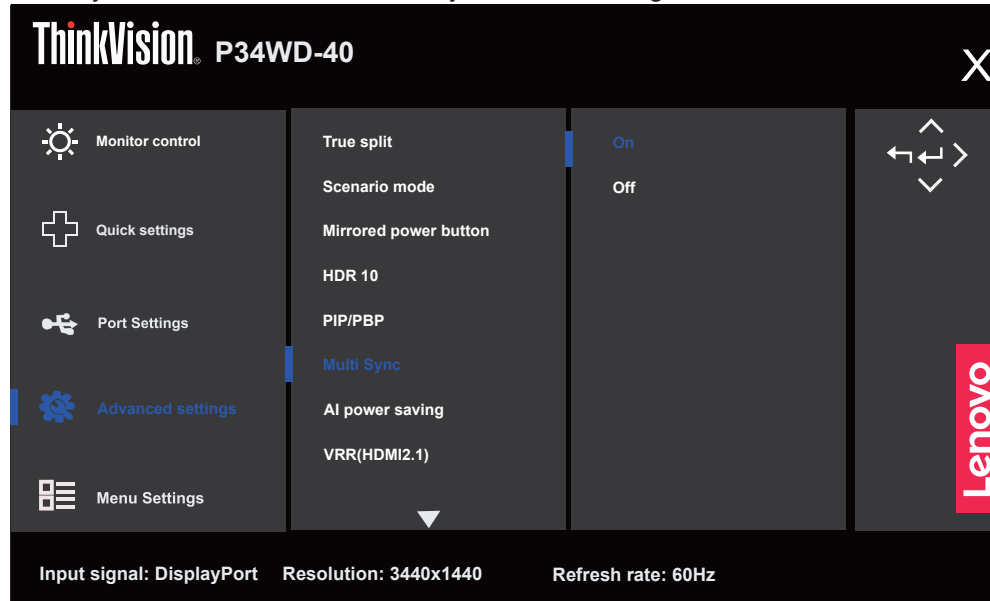 ThinkVision® P34WD-40
X
Monitor control
Quick settings
Port Settings
Advanced settings
Menu Settings
True split
Scenario mode
Mirrored power button
HDR 10
PIP/PBP
Multi Sync
AI power saving
VRR(HDMI2.1)
On
Off
Lenovo
Input signal: DisplayPort Resolution: 3440x1440 Refresh rate: 60Hz